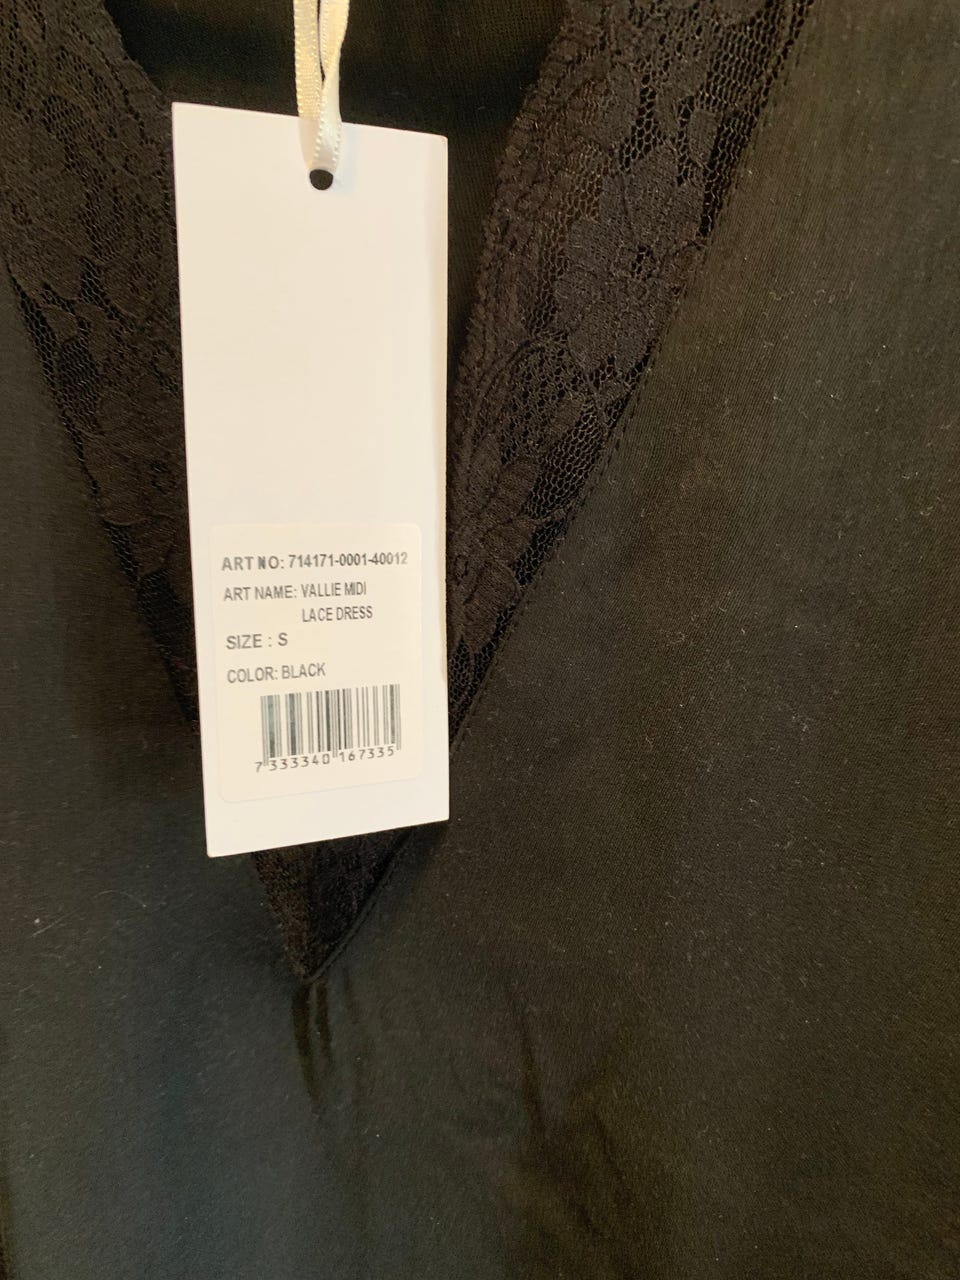 ART NO: 714171-0001-40012
ART NAME: VALLIE MIDI
LACE DRESS
SIZE : S
COLOR: BLACK
7 333340 167335